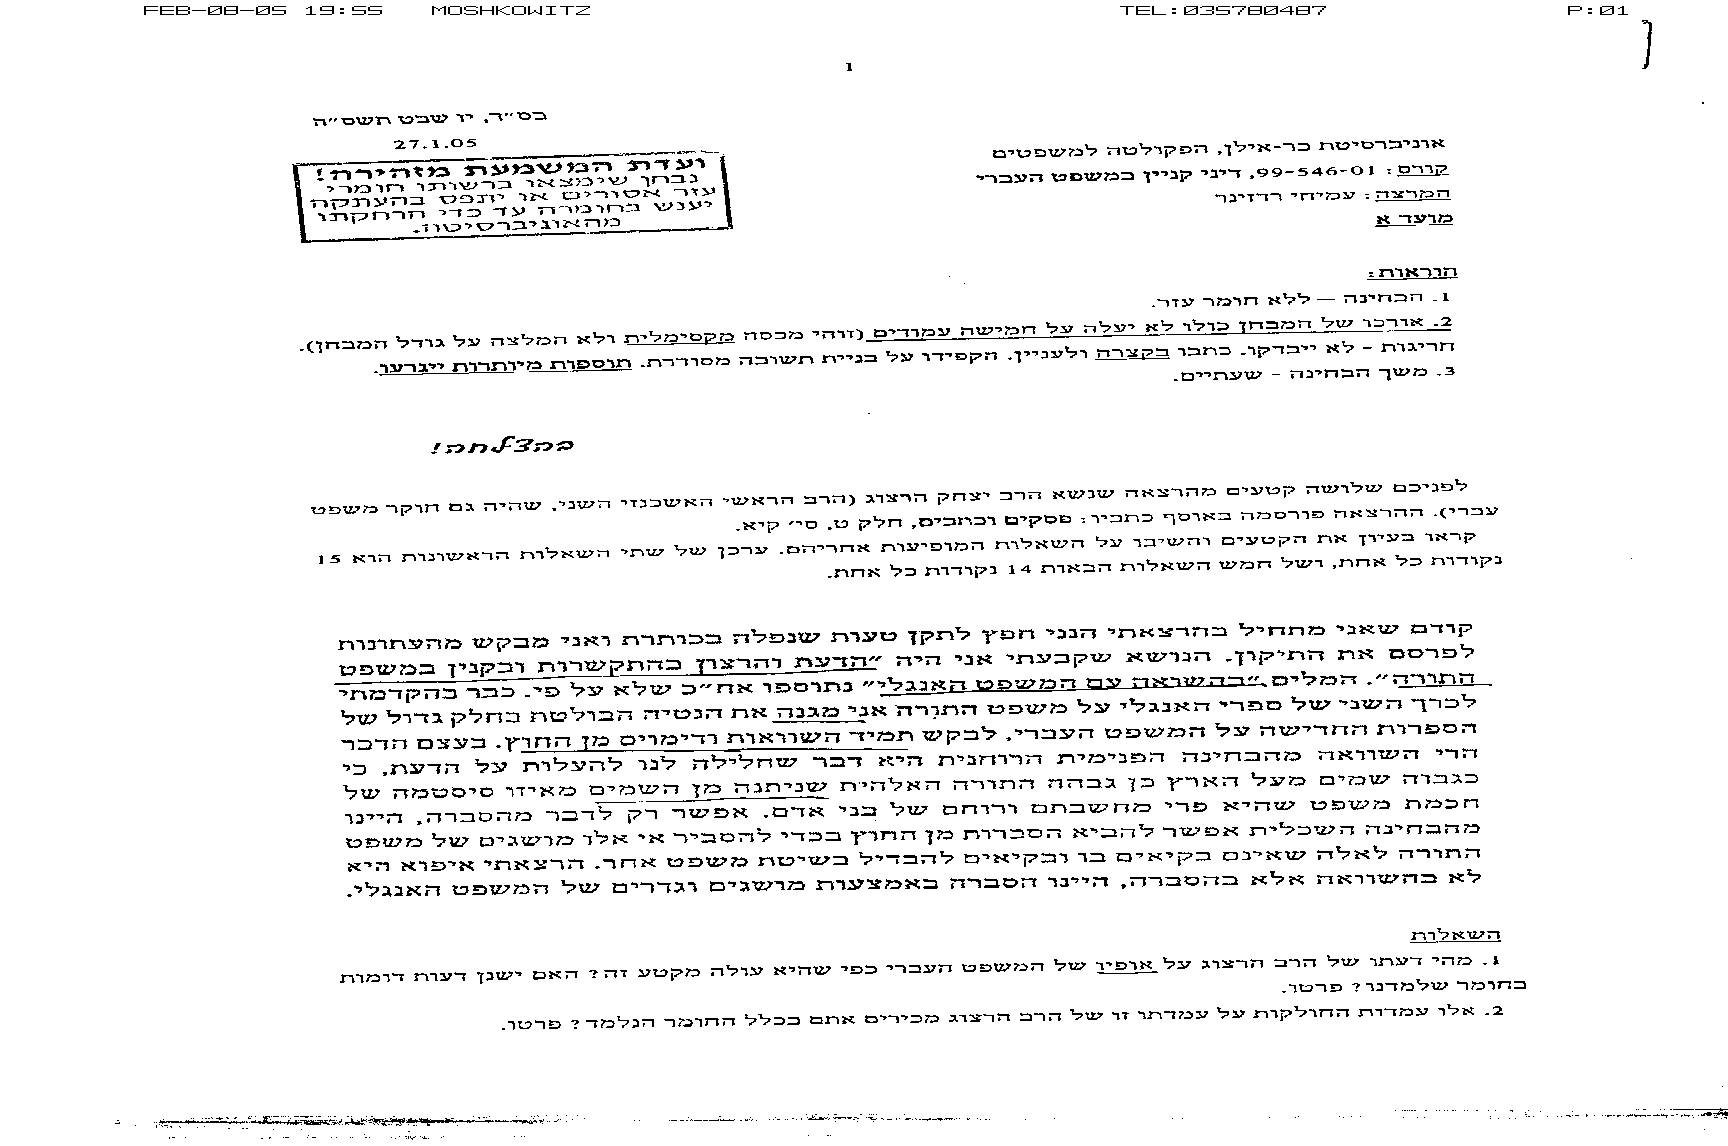 FEB-08-05 19:55 MOSHKOWITZ TEL:035780487 P:01
1
בס"ד, יז שבט תשס"ה
27.1.05
ועדת המשמעת מזהירה!
נבחן שימצאו ברשותו חומרי
עזר אסורים או יתפס בהעתקה
יענש בחומרה עד כדי הרחקתו
מהאוניברסיטה.
אוניברסיטת בר-אילן, הפקולטה למשפטים
קורס: 99-546-01, דיני קניין במשפט העברי
המרצה: עמיחי רדזינר
מועד א
הוראות:
1. הבחינה – ללא חומר עזר.
2. אורכו של המבחן כולו לא יעלה על חמישה עמודים (זוהי מכסה מקסימלית ולא המלצה על גודל המבחן).
חריגות - לא ייבדקו. כתבו בקצרה ולעניין. הקפידו על בניית תשובה מסודרת. תוספות מיותרות ייגרעו.
3. משך הבחינה - שעתיים.
בהצלחה!
לפניכם שלושה קטעים מהרצאה שנשא הרב יצחק הרצוג (הרב הראשי האשכנזי השני, שהיה גם חוקר משפט
עברי). ההרצאה פורסמה באוסף כתביו: פסקים וכתבים, חלק ט, סי' קיא.
קראו בעיון את הקטעים והשיבו על השאלות המופיעות אחריהם. ערכן של שתי השאלות הראשונות הוא 15
נקודות כל אחת, ושל חמש השאלות הבאות 14 נקודות כל אחת.
קודם שאני מתחיל בהרצאתי הנני חפץ לתקן טעות שנפלה בכותרת ואני מבקש מהעתונות
לפרסם את התיקון. הנושא שקבעתי אני היה "הדעת והרצון בהתקשרות ובקנין במשפט
התורה". המלים "בהשואה עם המשפט האנגלי" נתוספו אח"כ שלא על פי. כבר בהקדמתי
לכרך השני של ספרי האנגלי על משפט התורה אני מגנה את הנטיה הבולטת בחלק גדול של
הספרות החדישה על המשפט העברי, לבקש תמיד השוואות ודימוים מן החוץ. בעצם הדבר
הרי השוואה מהבחינה הפנימית הרוחנית היא דבר שחלילה לנו להעלות על הדעת, כי
כגבוה שמים מעל הארץ כן גבהה התורה האלהית שניתנה מן השמים מאיזו סיסטמה של
חכמת משפט שהיא פרי מחשבתם ורוחם של בני אדם. אפשר רק לדבר מהסברה, היינו
מהבחינה השכלית אפשר להביא הסברות מן החוץ בכדי להסביר אי אלו מושגים של משפט
התורה לאלה שאינם בקיאים בו ובקיאים להבדיל בשיטת משפט אחר. הרצאתי איפוא היא
לא בהשוואה אלא בהסברה, היינו הסברה באמצעות מושגים וגדרים של המשפט האנגלי.
השאלות
1. מהי דעתו של הרב הרצוג על אופיו של המשפט העברי כפי שהיא עולה מקטע זה? האם ישנן דעות דומות
בחומר שלמדנו? פרטו.
2. אלו עמדות החולקות על עמדתו זו של הרב הרצוג מכירים אתם בכלל החומר הנלמד? פרטו.